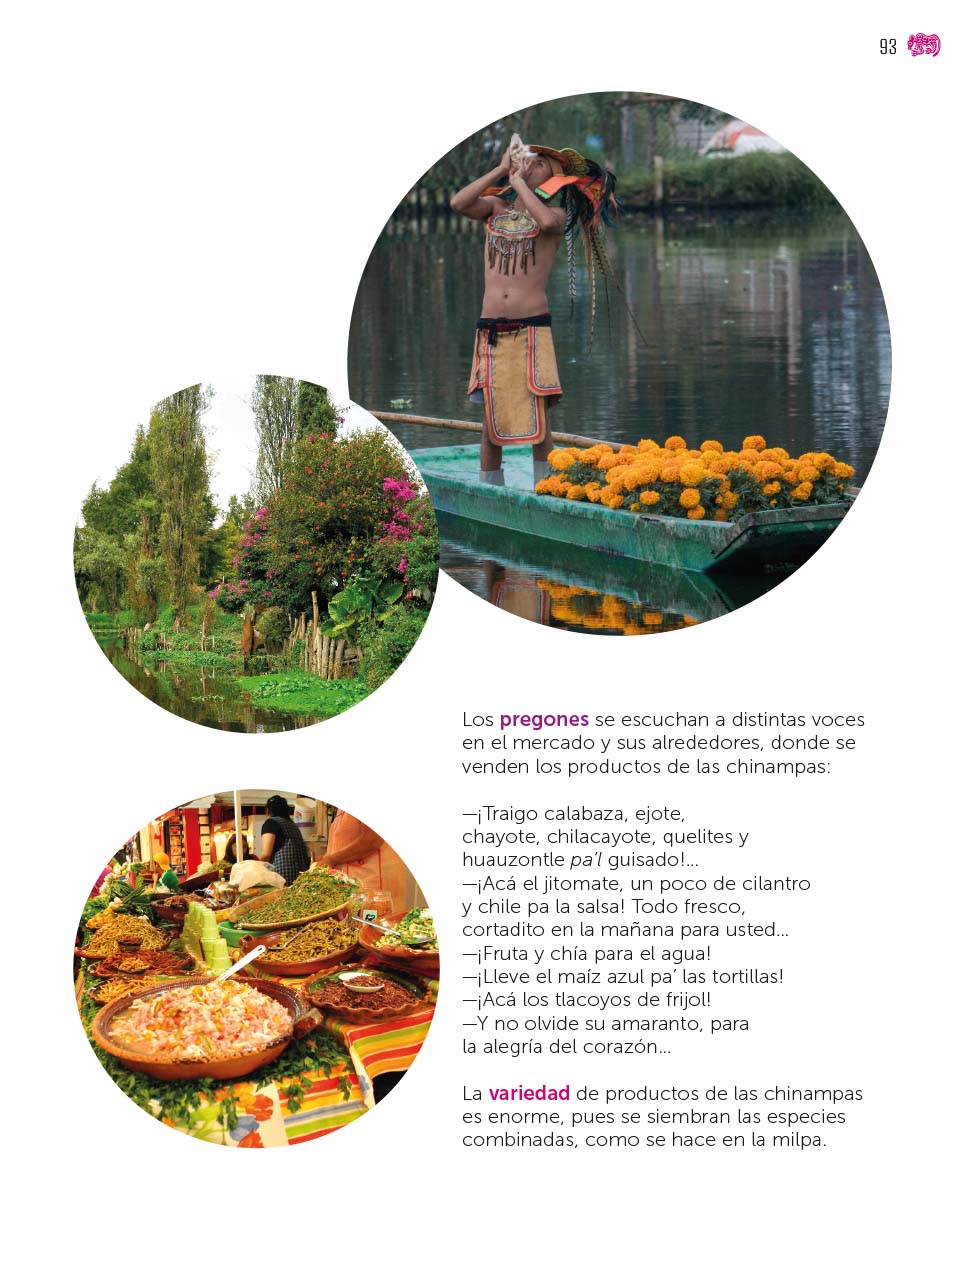 93
Los pregones se escuchan a distintas voces
en el mercado y sus alrededores, donde se
venden los productos de las chinampas:
—¡Traigo calabaza, ejote,
chayote, chilacayote, quelites y
huauzontle pa’l guisado!...
—¡Acá el jitomate, un poco de cilantro
y chile pa la salsa! Todo fresco,
cortadito en la mañana para usted...
—¡Fruta y chía para el agua!
—¡Lleve el maíz azul pa’ las tortillas!
—¡Acá los tlacoyos de frijol!
—Y no olvide su amaranto, para
la alegría del corazón...
La variedad de productos de las chinampas
es enorme, pues se siembran las especies
combinadas, como se hace en la milpa.